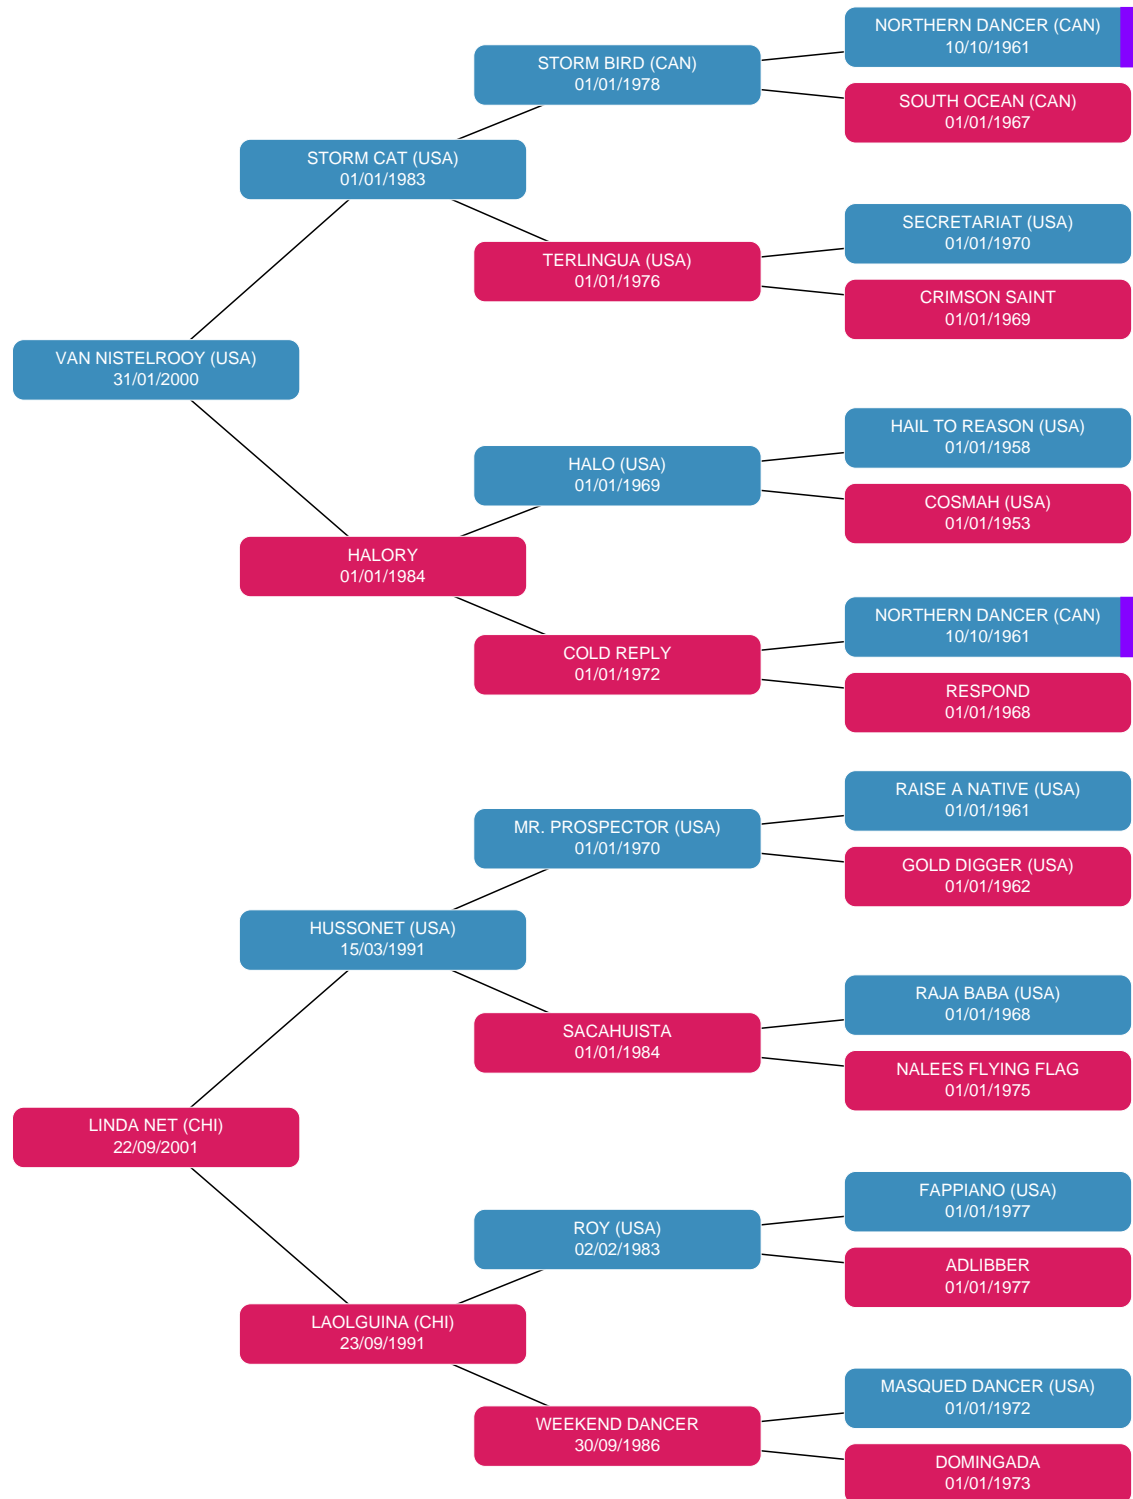 NORTHERN DANCER (CAN)
10/10/1961
STORM BIRD (CAN)
01/01/1978
SOUTH OCEAN (CAN)
01/01/1967
STORM CAT (USA)
01/01/1983
SECRETARIAT (USA)
01/01/1970
TERLINGUA (USA)
01/01/1976
CRIMSON SAINT
01/01/1969
VAN NISTELROOY (USA)
31/01/2000
HAIL TO REASON (USA)
01/01/1958
HALO (USA)
01/01/1969
COSMAH (USA)
01/01/1953
HALORY
01/01/1984
NORTHERN DANCER (CAN)
10/10/1961
COLD REPLY
01/01/1972
RESPOND
01/01/1968
RAISE A NATIVE (USA)
01/01/1961
MR. PROSPECTOR (USA)
01/01/1970
GOLD DIGGER (USA)
01/01/1962
HUSSONET (USA)
15/03/1991
RAJA BABA (USA)
01/01/1968
SACAHUISTA
01/01/1984
NALEES FLYING FLAG
01/01/1975
LINDA NET (CHI)
22/09/2001
FAPPIANO (USA)
01/01/1977
ROY (USA)
02/02/1983
ADLIBBER
01/01/1977
LAOLGUINA (CHI)
23/09/1991
MASQUED DANCER (USA)
01/01/1972
WEEKEND DANCER
30/09/1986
DOMINGADA
01/01/1973